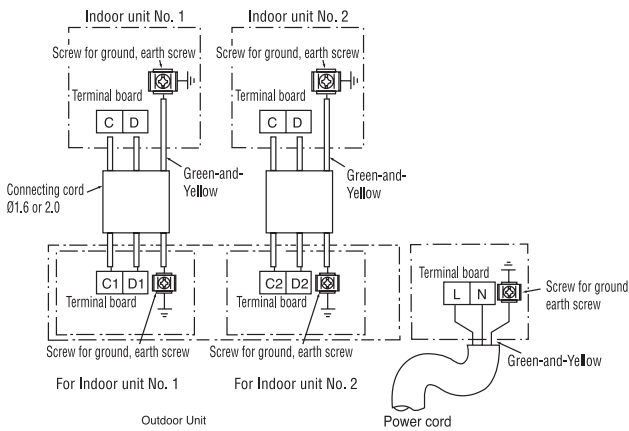 Indoor unit No. 1
Indoor unit No. 2
Screw for ground, earth screw
Screw for ground, earth screw
Terminal board
Terminal board
C D
C D
Green-and-
Yellow
Green-and-
Yellow
Connecting cord
Ø1.6 or 2.0
C1 D1
Terminal board
C2 D2
Terminal board
Terminal board
L N
Screw for ground
earth screw
Screw for ground, earth screw
Screw for ground, earth screw
Green-and-Yellow
For Indoor unit No. 1
For Indoor unit No. 2
Outdoor Unit
Power cord